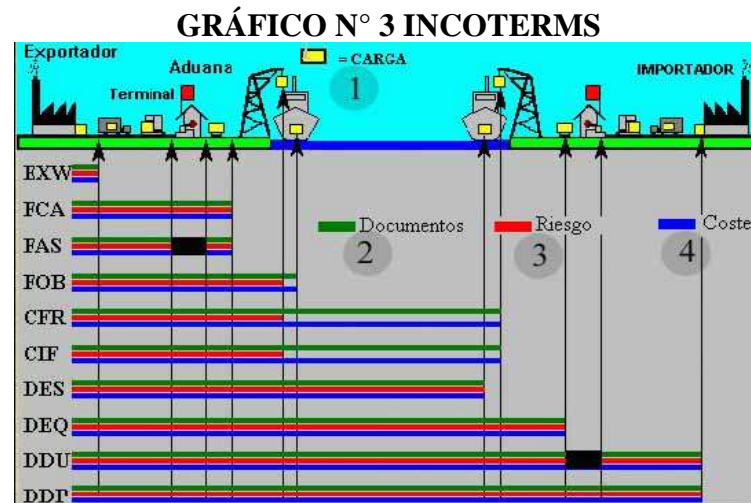 GRÁFICO N° 3 INCOTERMS
Exportador
= CARGA
Aduana
IMPORTADOR
Terminal
1
EXW
FCA
Documentos
Riesgo
Coste
FAS
2
3
4
FOB
CFR
CIF
DES
DEQ
DDU
DDP